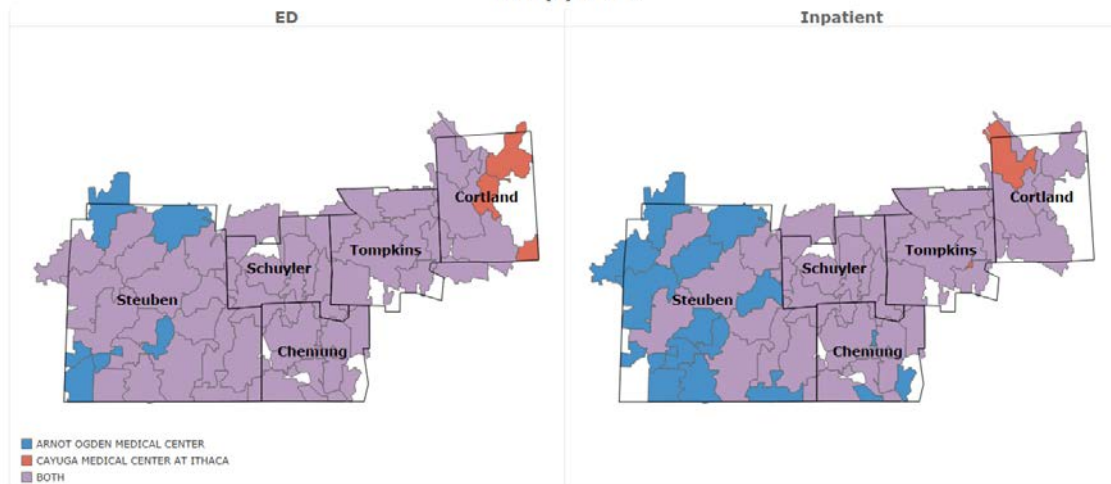 ED
Inpatient
Cortland
Tompkins
Schuyler
Steuben
Chemung
Cortland
Tompkins
Schuyler
Steuben
Chemung
ARNOT OGDEN MEDICAL CENTER
CAYUGA MEDICAL CENTER AT ITHACA
BOTH